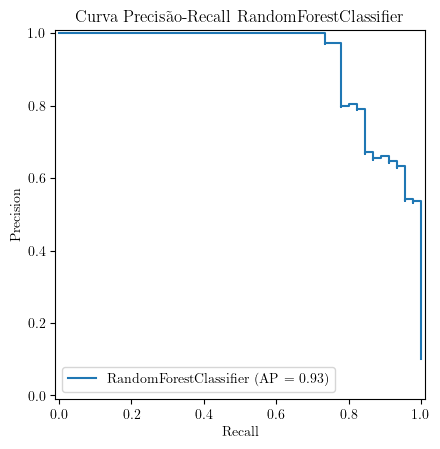 Curva Precisão-Recall RandomForestClassifier
1.0
0.8
0.6
0.4
0.2
0.0
Precision
RandomForestClassifier (AP = 0.93)
0.0 0.2 0.4 0.6 0.8 1.0
Recall